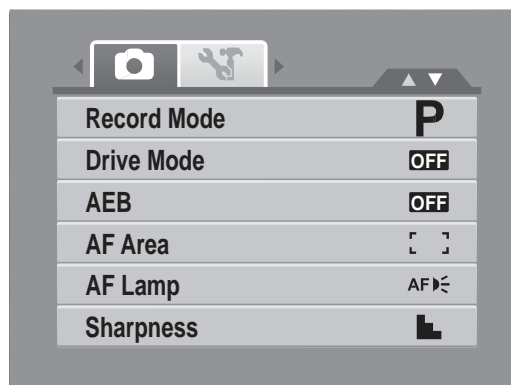 Record Mode P
Drive Mode OFF
AEB OFF
AF Area
AF Lamp AF
Sharpness